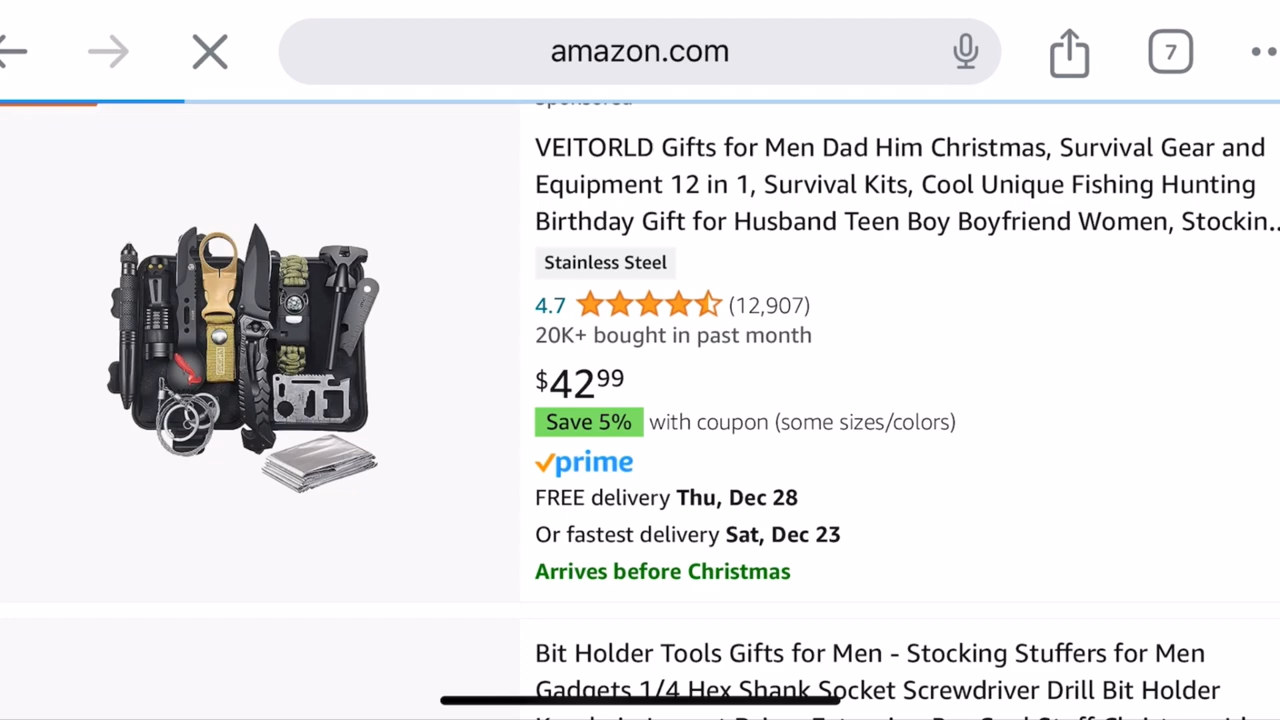 amazon.com
7
Sponsored
VEITORLD Gifts for Men Dad Him Christmas, Survival Gear and
Equipment 12 in 1, Survival Kits, Cool Unique Fishing Hunting
Birthday Gift for Husband Teen Boy Boyfriend Women, Stockin..
Stainless Steel
4.7 (12,907)
20K+ bought in past month
$4299
Save 5% with coupon (some sizes/colors)
prime
FREE delivery Thu, Dec 28
Or fastest delivery Sat, Dec 23
Arrives before Christmas
Bit Holder Tools Gifts for Men - Stocking Stuffers for Men
Gadgets 1/4 Hex Shank Socket Screwdriver Drill Bit Holder